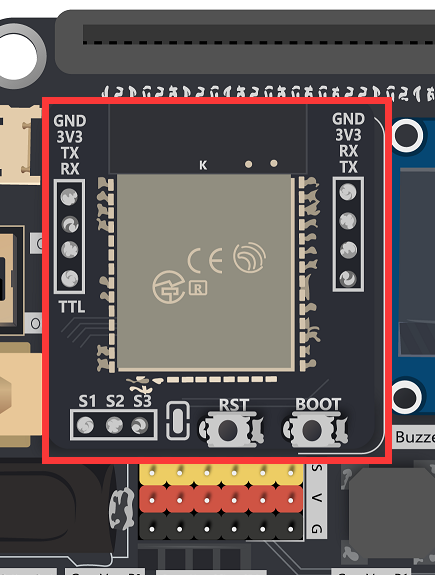 GND
3V3
TX
RX
GND
3V3
RX
TX
K
CE
R
TTL
S1 S2 S3
RST
BOOT
O
Buzze
S
V
G